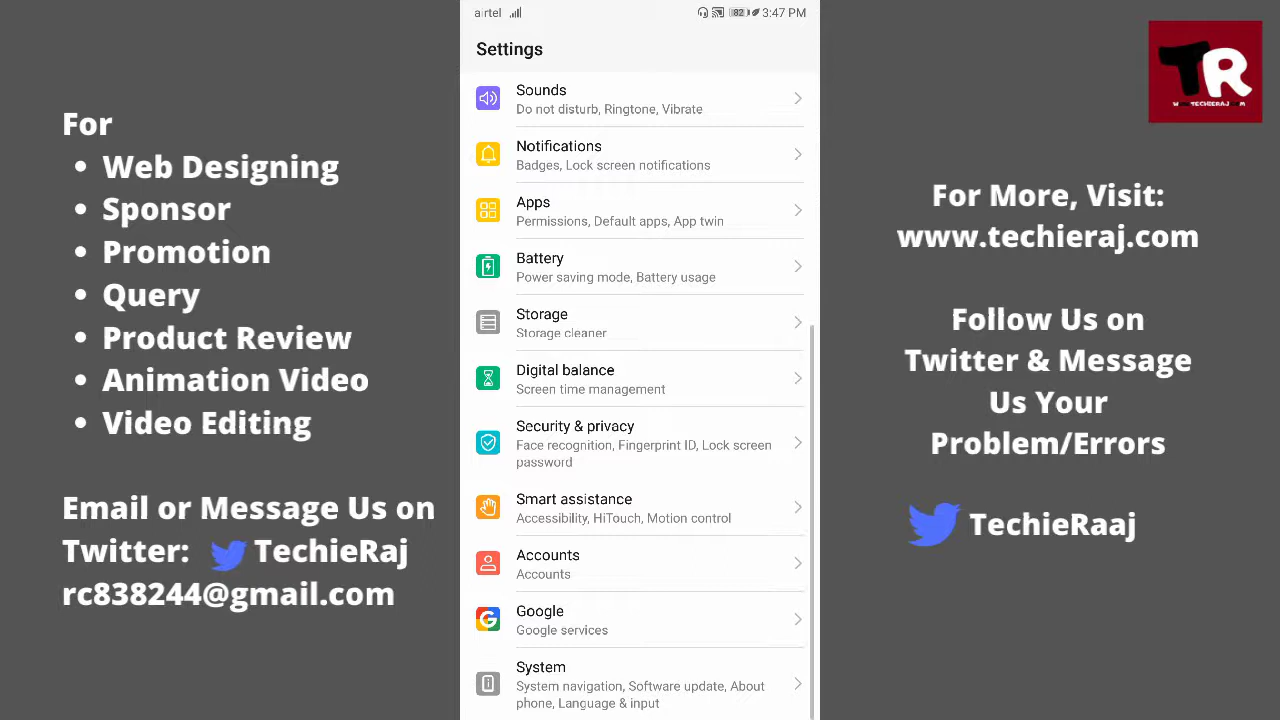 For
• Web Designing
• Sponsor
• Promotion
• Query
• Product Review
• Animation Video
• Video Editing
Email or Message Us on
Twitter: TechieRaj
rc838244@gmail.com
airtel 82 3:47 PM
Settings
Sounds
Do not disturb, Ringtone, Vibrate
Notifications
Badges, Lock screen notifications
Apps
Permissions, Default apps, App twin
Battery
Power saving mode, Battery usage
Storage
Storage cleaner
Digital balance
Screen time management
Security & privacy
Face recognition, Fingerprint ID, Lock screen
password
Smart assistance
Accessibility, HiTouch, Motion control
Accounts
Accounts
Google
Google services
System
System navigation, Software update, About
phone, Language & input
TR
For More, Visit:
www.techieraj.com
Follow Us on
Twitter & Message
Us Your
Problem/Errors
TechieRaaj